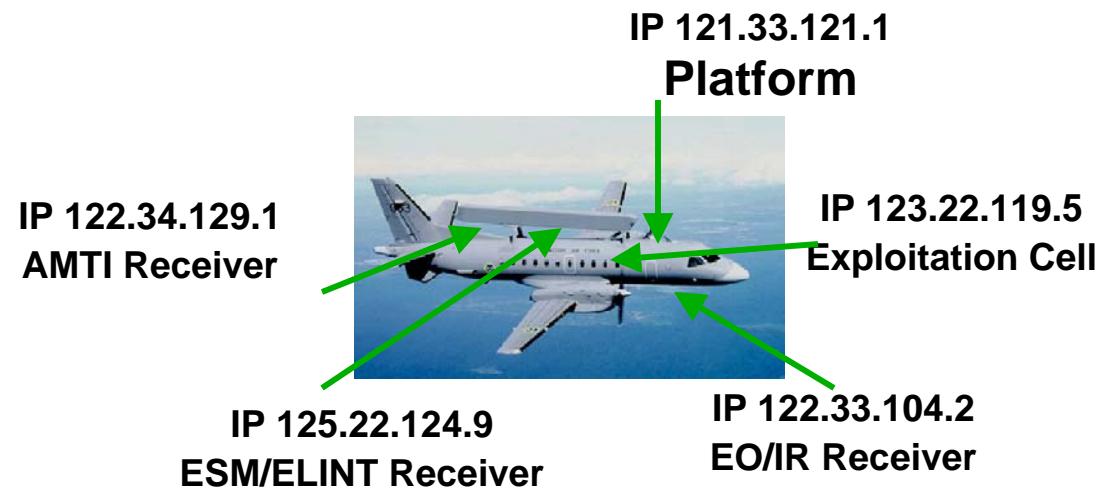 IP 121.33.121.1
Platform
IP 122.34.129.1
AMTI Receiver
IP 123.22.119.5
Exploitation Cell
IP 125.22.124.9
ESM/ELINT Receiver
IP 122.33.104.2
EO/IR Receiver